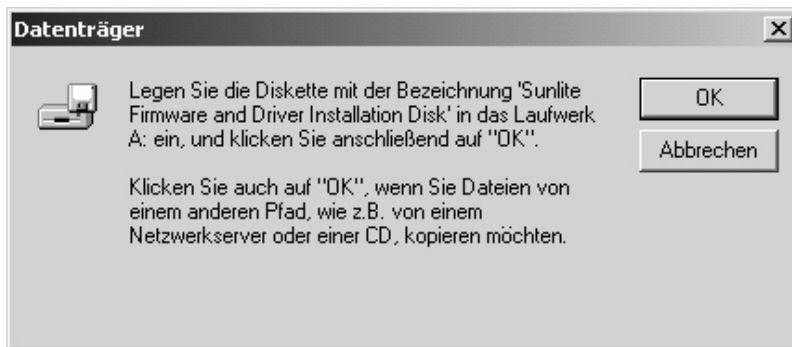 Datenträger
Legen Sie die Diskette mit der Bezeichnung 'Sunlite
Firmware and Driver Installation Disk' in das Laufwerk
A: ein, und klicken Sie anschließend auf "OK".
Klicken Sie auch auf "OK", wenn Sie Dateien von
einem anderen Pfad, wie z.B. von einem
Netzwerkserver oder einer CD, kopieren möchten.
OK
Abbrechen